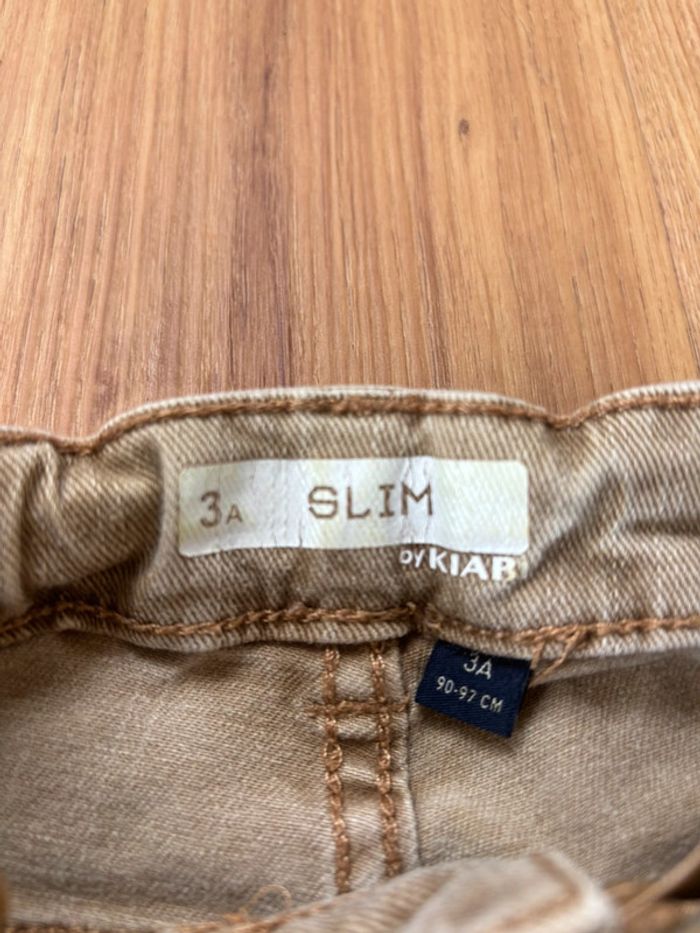 3A SLIM
by KIABI
3A
90-97 CM